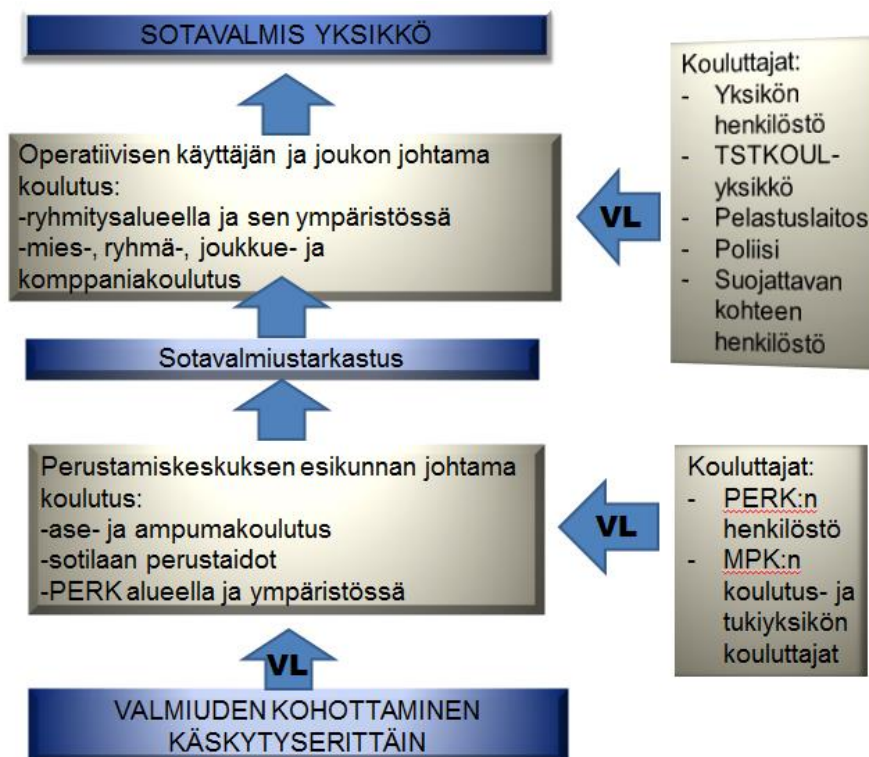 SOTAVALMIS YKSIKKÖ
Operatiivisen käyttäjän ja joukon johtama
koulutus:
-ryhmitysalueella ja sen ympäristössä
-mies-, ryhmä-, joukkue- ja
komppaniakoulutus
VL
Kouluttajat:
- Yksikön
henkilöstö
- TSTKOUL-
yksikkö
- Pelastuslaitos
- Poliisi
- Suojattavan
kohteen
henkilöstö
Sotavalmiustarkastus
Perustamiskeskuksen esikunnan johtama
koulutus:
-ase- ja ampumakoulutus
-sotilaan perustaidot
-PERK alueella ja ympäristössä
VL
Kouluttajat:
- PERK:n
henkilöstö
- MPK:n
koulutus- ja
tukiyksikön
kouluttajat
VL
VALMIUDEN KOHOTTAMINEN
KÄSKYTYSERITTÄIN